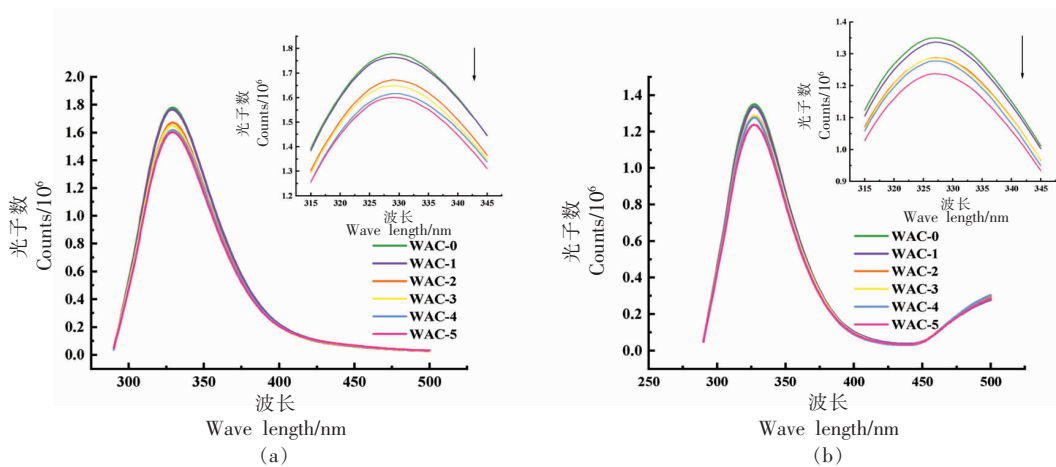 2.0
1.8
1.6
1.4
1.2
1.0
0.8
0.6
0.4
0.2
0.0
光子数
Counts/10⁶
300
350
400
450
500
波长
Wave length/nm
(a)
1.8
1.7
1.6
1.5
1.4
1.3
1.2
光子数
Counts/10⁶
315
320
325
330
335
340
345
波长
Wave length/nm
WAC-0
WAC-1
WAC-2
WAC-3
WAC-4
WAC-5
1.4
1.2
1.0
0.8
0.6
0.4
0.2
0.0
光子数
Counts/10⁶
250
300
350
400
450
500
波长
Wave length/nm
(b)
1.4
1.3
1.2
1.1
1.0
0.9
光子数
Counts/10⁶
315
320
325
330
335
340
345
波长
Wave length/nm
WAC-0
WAC-1
WAC-2
WAC-3
WAC-4
WAC-5